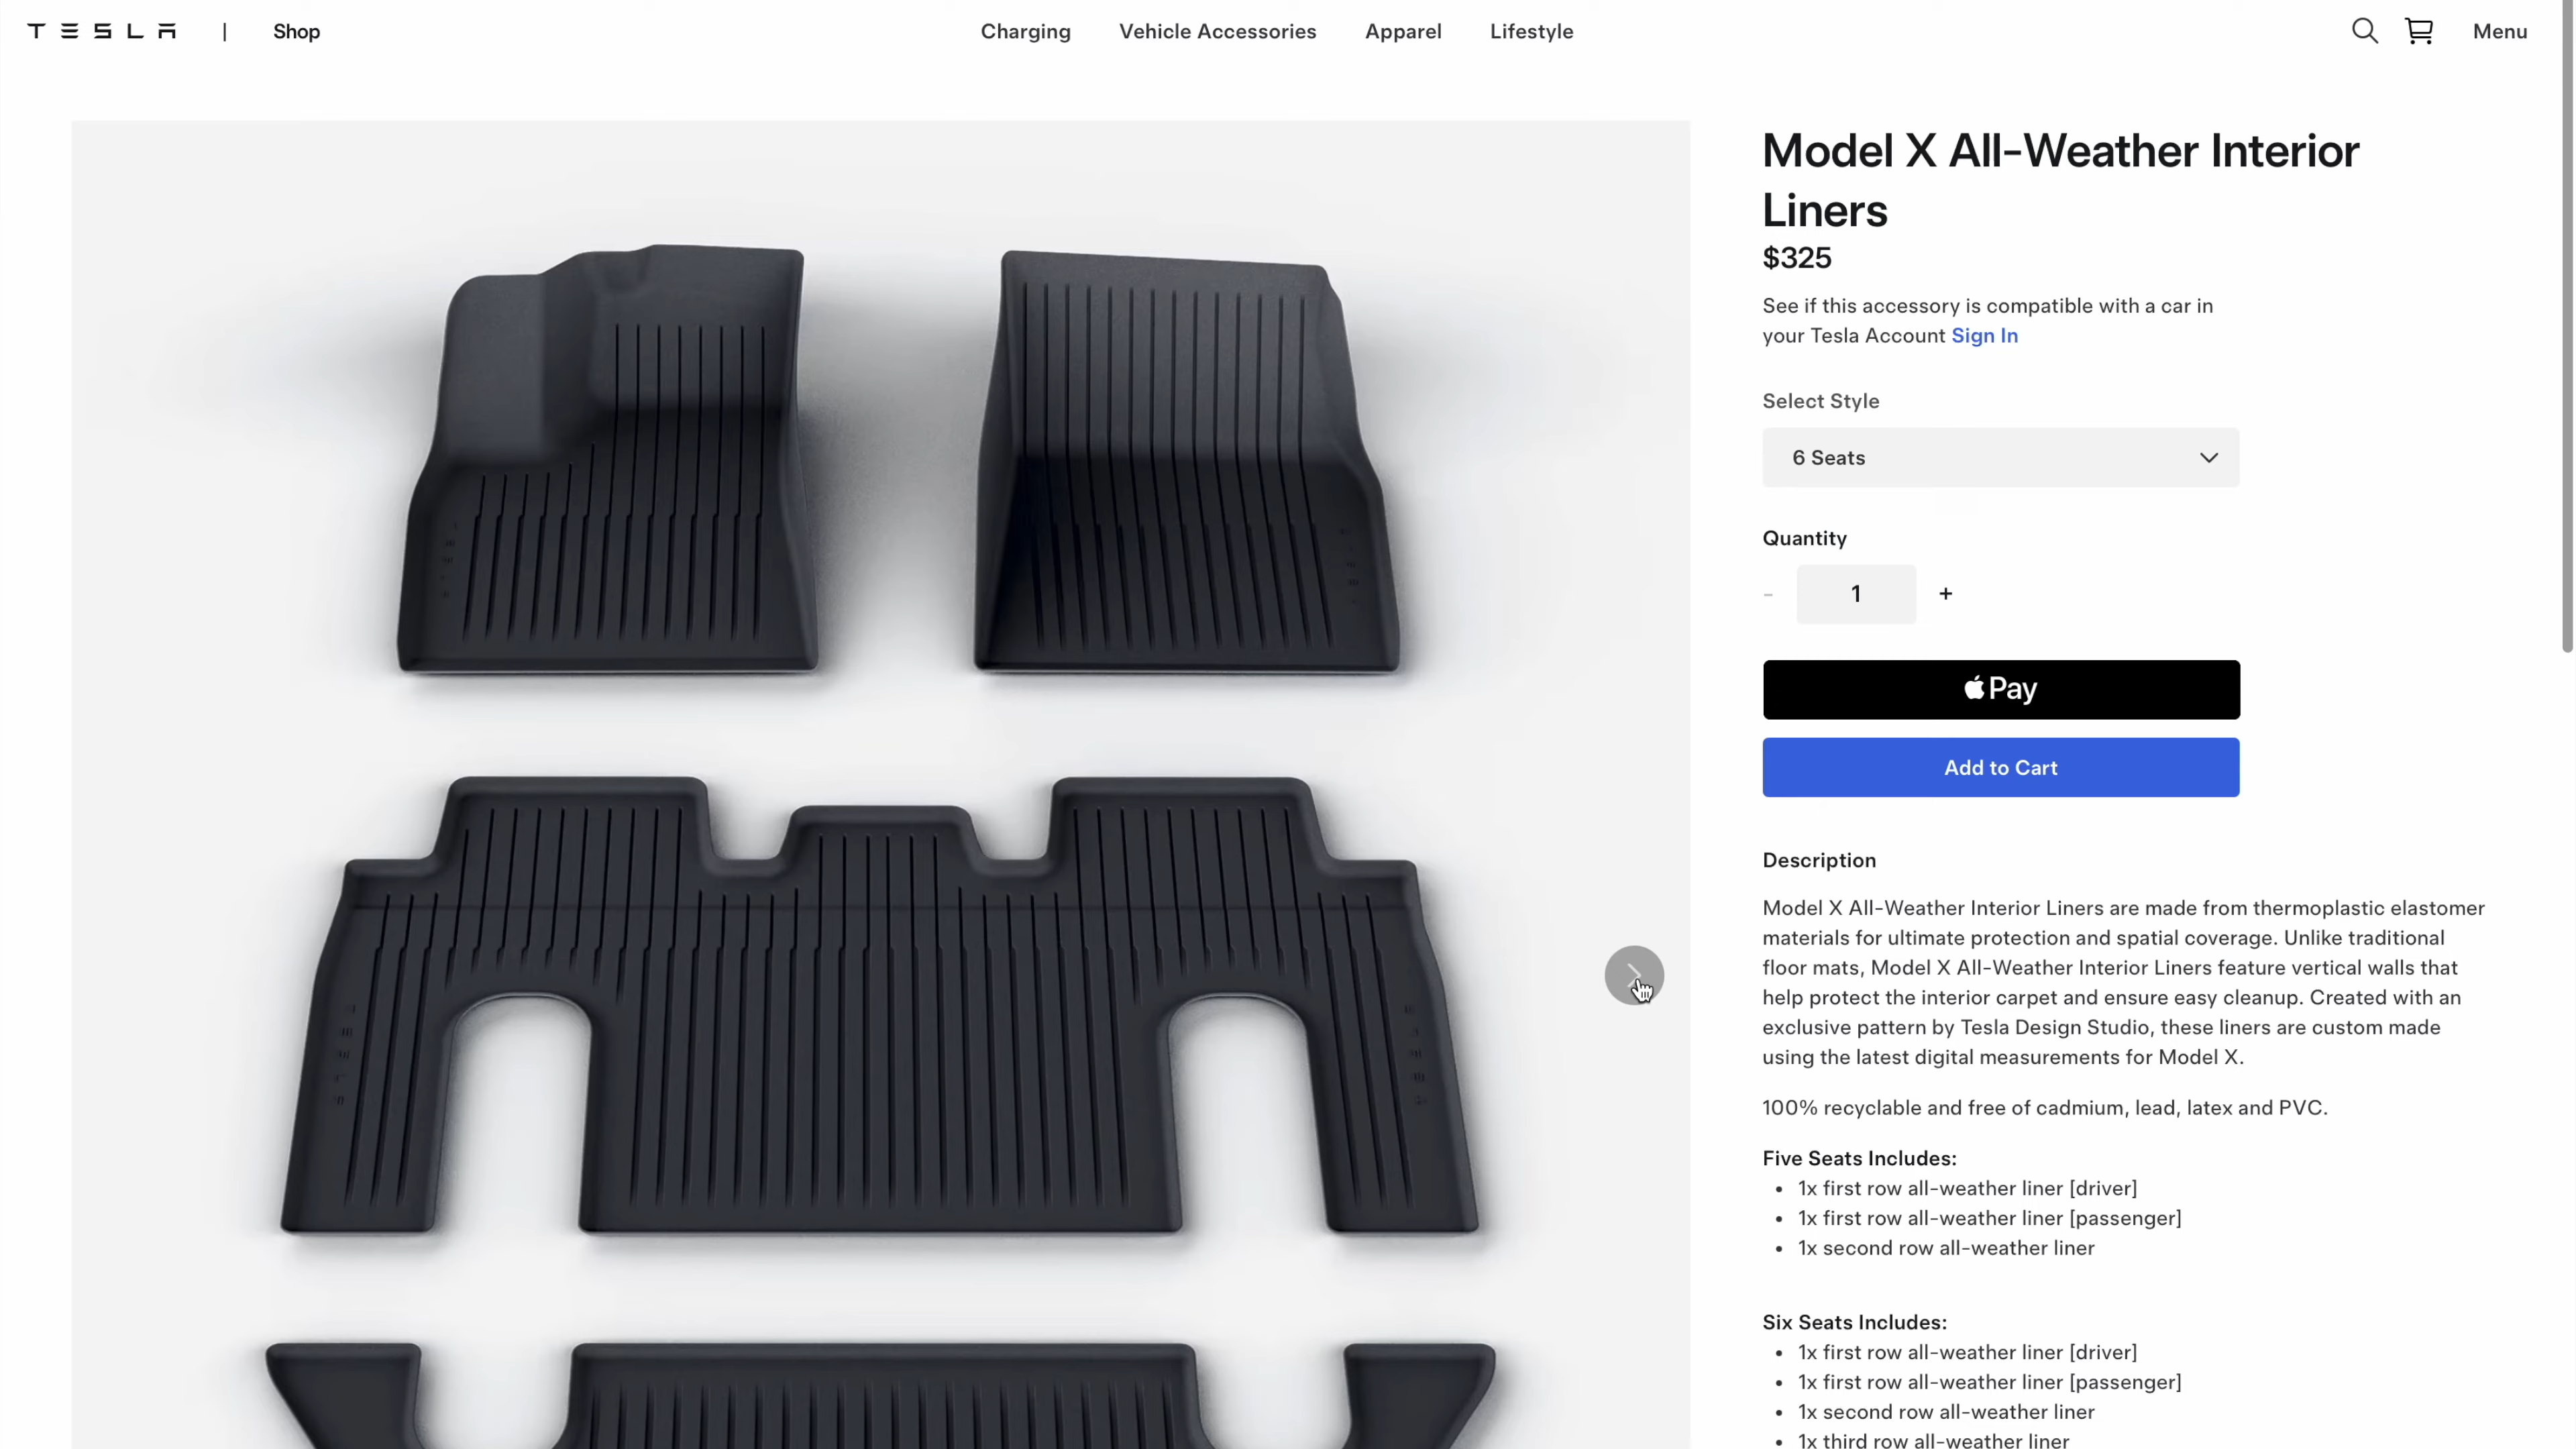 TESLA | Shop Charging Vehicle Accessories Apparel Lifestyle Menu
Model X All-Weather Interior
Liners
$325
See if this accessory is compatible with a car in
your Tesla Account Sign In
Select Style
6 Seats
Quantity
- 1 +
Pay
Add to Cart
Description
Model X All-Weather Interior Liners are made from thermoplastic elastomer
materials for ultimate protection and spatial coverage. Unlike traditional
floor mats, Model X All-Weather Interior Liners feature vertical walls that
help protect the interior carpet and ensure easy cleanup. Created with an
exclusive pattern by Tesla Design Studio, these liners are custom made
using the latest digital measurements for Model X.
100% recyclable and free of cadmium, lead, latex and PVC.
Five Seats Includes:
• 1x first row all-weather liner [driver]
• 1x first row all-weather liner [passenger]
• 1x second row all-weather liner
Six Seats Includes:
• 1x first row all-weather liner [driver]
• 1x first row all-weather liner [passenger]
• 1x second row all-weather liner
• 1x third row all-weather liner